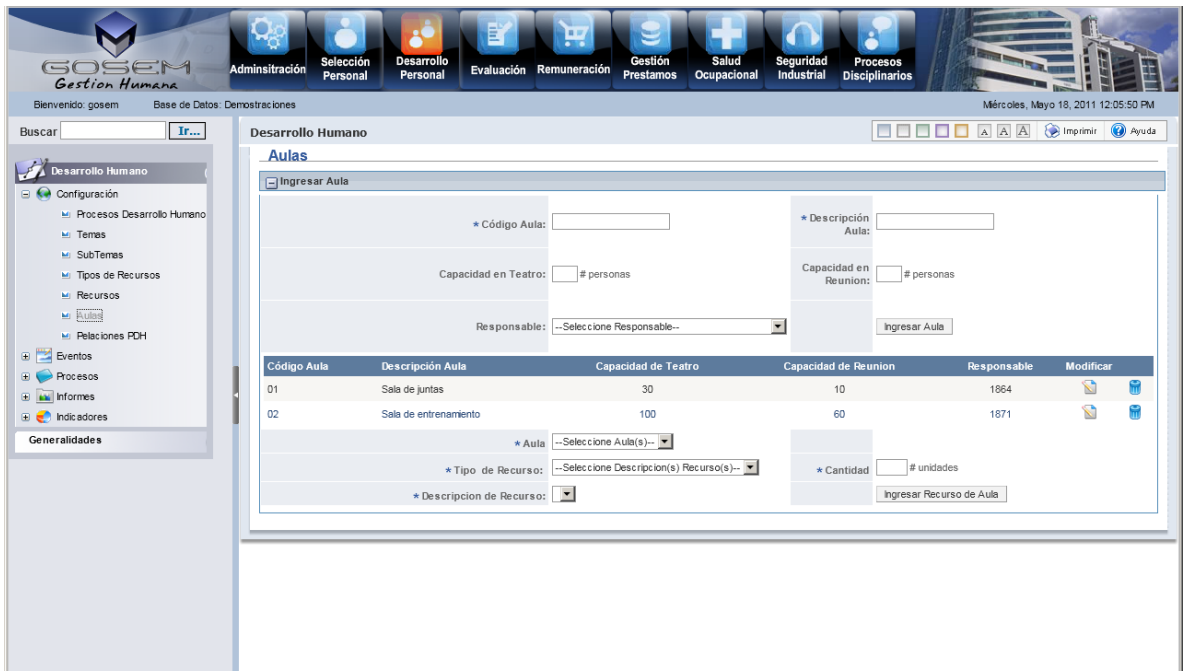 GOSEM
Gestion Humana
Adminsitración
Selección Personal
Desarrollo Personal
Evaluación
Remuneración
Gestión Prestamos
Salud Ocupacional
Seguridad Industrial
Procesos Disciplinarios
Bienvenido: gosem Base de Datos: Demostraciones Miércoles, Mayo 18, 2011 12:05:50 PM
Buscar Ir...
Desarrollo Humano
Configuración
Procesos Desarrollo Humano
Temas
SubTemas
Tipos de Recursos
Recursos
Aulas
Relaciones PDH
Eventos
Procesos
Informes
Indicadores
Generalidades
Desarrollo Humano A A A Imprimir Ayuda
Aulas
Ingresar Aula
* Código Aula: * Descripción Aula:
Capacidad en Teatro: # personas Capacidad en Reunion: # personas
Responsable: --Seleccione Responsable-- Ingresar Aula
Código Aula Descripción Aula Capacidad de Teatro Capacidad de Reunion Responsable Modificar
01 Sala de juntas 30 10 1864
02 Sala de entrenamiento 100 60 1871
* Aula --Seleccione Aula(s)--
* Tipo de Recurso: --Seleccione Descripcion(s) Recurso(s)-- * Cantidad # unidades
* Descripcion de Recurso: Ingresar Recurso de Aula